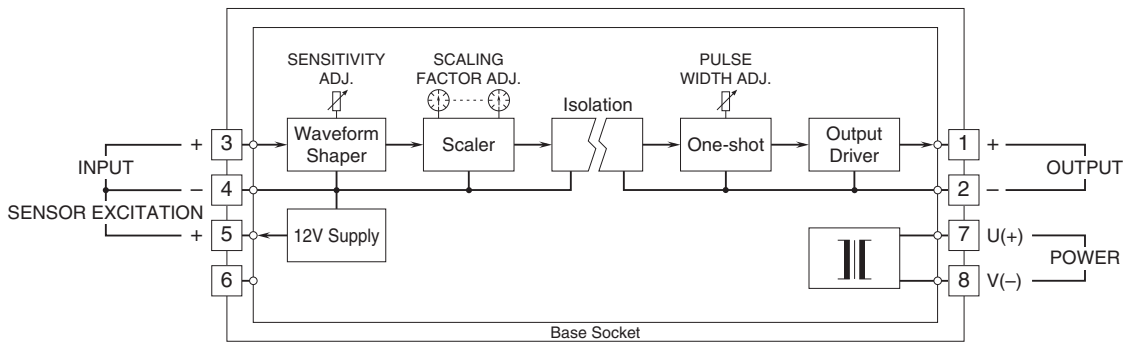 SENSITIVITY
ADJ.
SCALING
FACTOR ADJ.
PULSE
WIDTH ADJ.
Isolation
+ 3
Waveform
Shaper
Scaler
One-shot
Output
Driver
1 +
INPUT
OUTPUT
– 4
2 –
SENSOR EXCITATION
+ 5
12V Supply
7 U(+)
POWER
6
8 V(–)
Base Socket